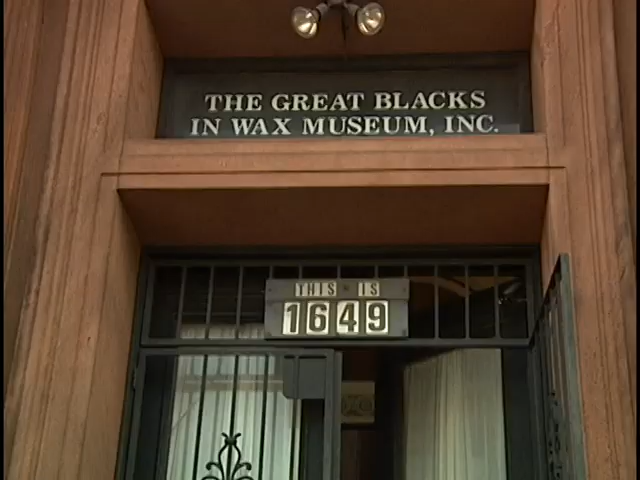 THE GREAT BLACKS
IN WAX MUSEUM, INC.
THIS IS
1649